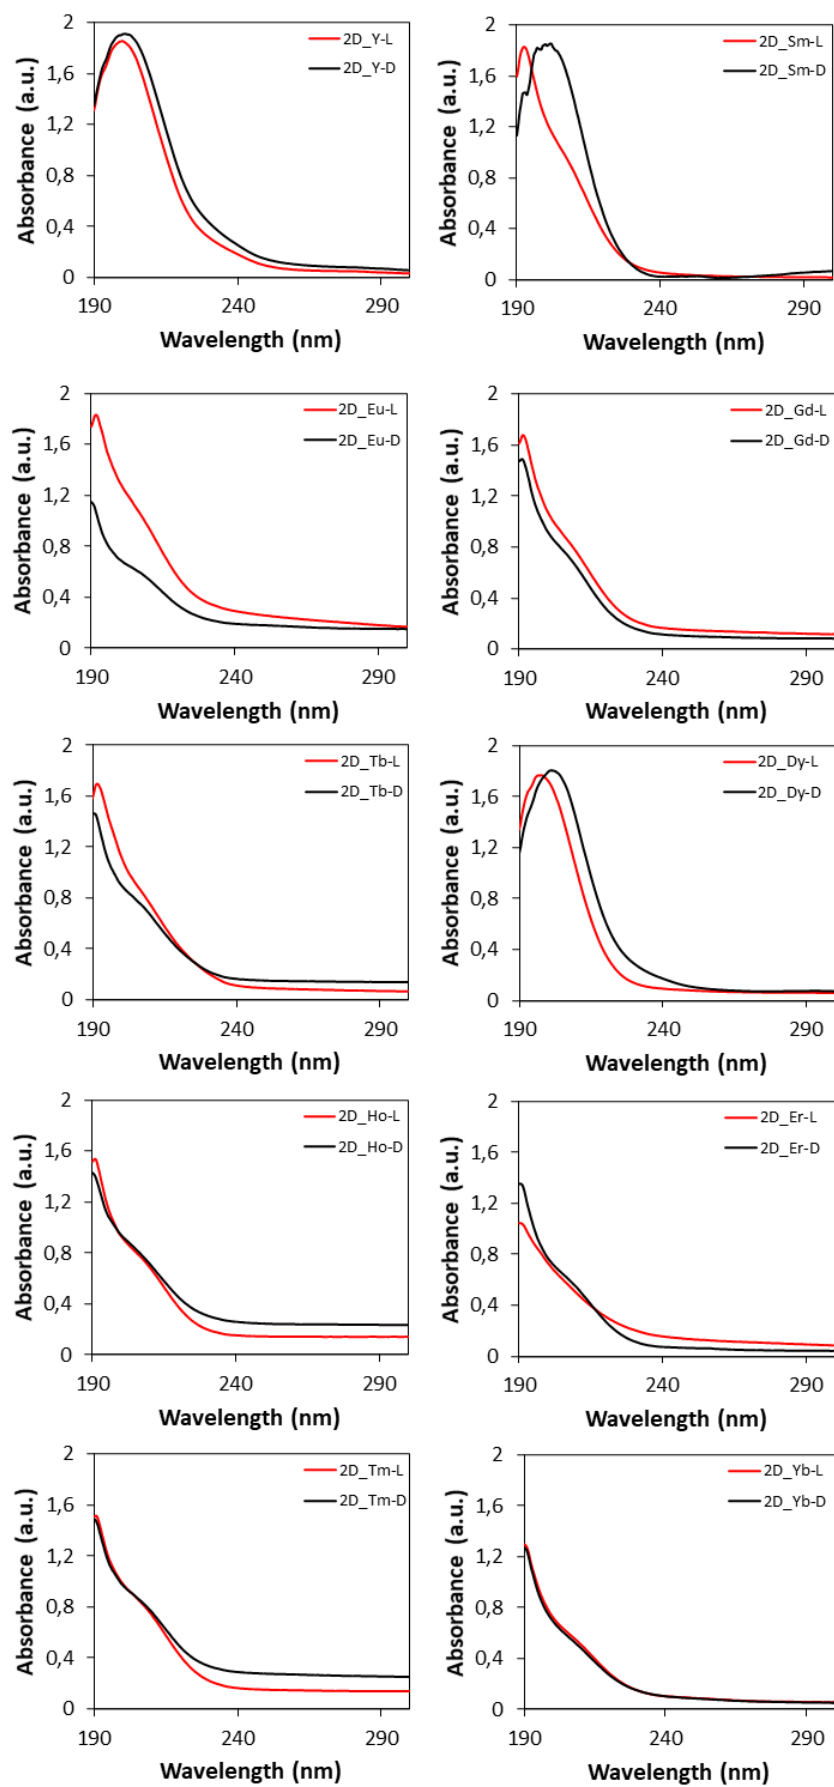 2
1,6
1,2
0,8
0,4
0
190
240
290
Absorbance (a.u.)
Wavelength (nm)
2D_Y-L
2D_Y-D
2
1,6
1,2
0,8
0,4
0
190
240
290
Absorbance (a.u.)
Wavelength (nm)
2D_Sm-L
2D_Sm-D
2
1,6
1,2
0,8
0,4
0
190
240
290
Absorbance (a.u.)
Wavelength (nm)
2D_Eu-L
2D_Eu-D
2
1,6
1,2
0,8
0,4
0
190
240
290
Absorbance (a.u.)
Wavelength (nm)
2D_Gd-L
2D_Gd-D
2
1,6
1,2
0,8
0,4
0
190
240
290
Absorbance (a.u.)
Wavelength (nm)
2D_Tb-L
2D_Tb-D
2
1,6
1,2
0,8
0,4
0
190
240
290
Absorbance (a.u.)
Wavelength (nm)
2D_Dy-L
2D_Dy-D
2
1,6
1,2
0,8
0,4
0
190
240
290
Absorbance (a.u.)
Wavelength (nm)
2D_Ho-L
2D_Ho-D
2
1,6
1,2
0,8
0,4
0
190
240
290
Absorbance (a.u.)
Wavelength (nm)
2D_Er-L
2D_Er-D
2
1,6
1,2
0,8
0,4
0
190
240
290
Absorbance (a.u.)
Wavelength (nm)
2D_Tm-L
2D_Tm-D
2
1,6
1,2
0,8
0,4
0
190
240
290
Absorbance (a.u.)
Wavelength (nm)
2D_Yb-L
2D_Yb-D